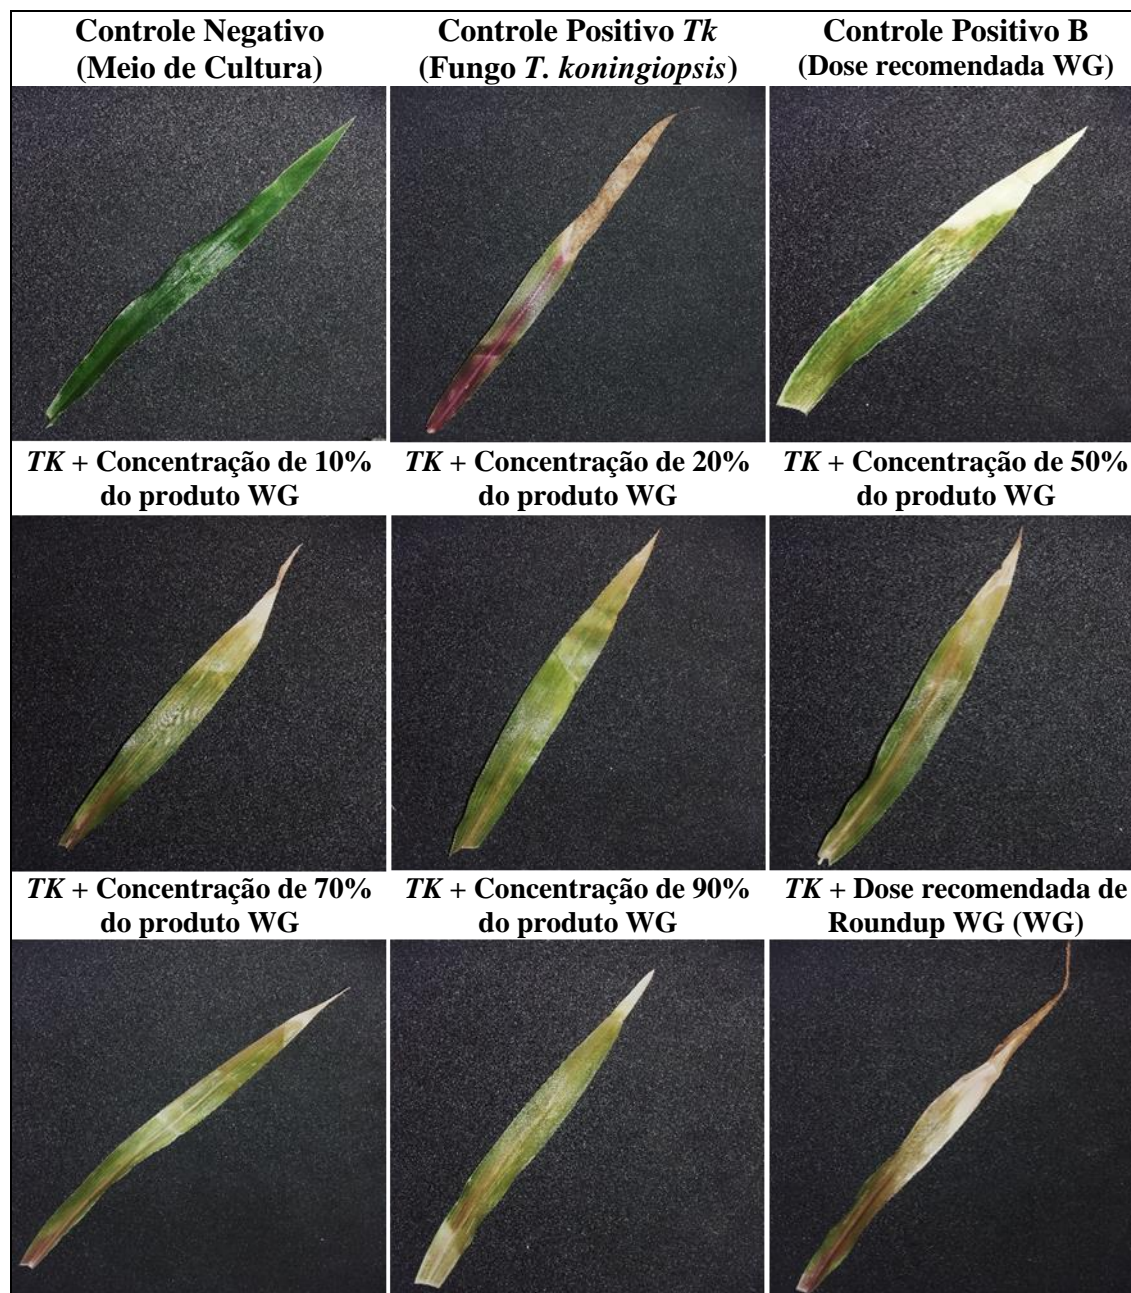 Controle Negativo
(Meio de Cultura)
Controle Positivo Tk
(Fungo T. koningiopsis)
Controle Positivo B
(Dose recomendada WG)
TK + Concentração de 10%
do produto WG
TK + Concentração de 20%
do produto WG
TK + Concentração de 50%
do produto WG
TK + Concentração de 70%
do produto WG
TK + Concentração de 90%
do produto WG
TK + Dose recomendada de
Roundup WG (WG)